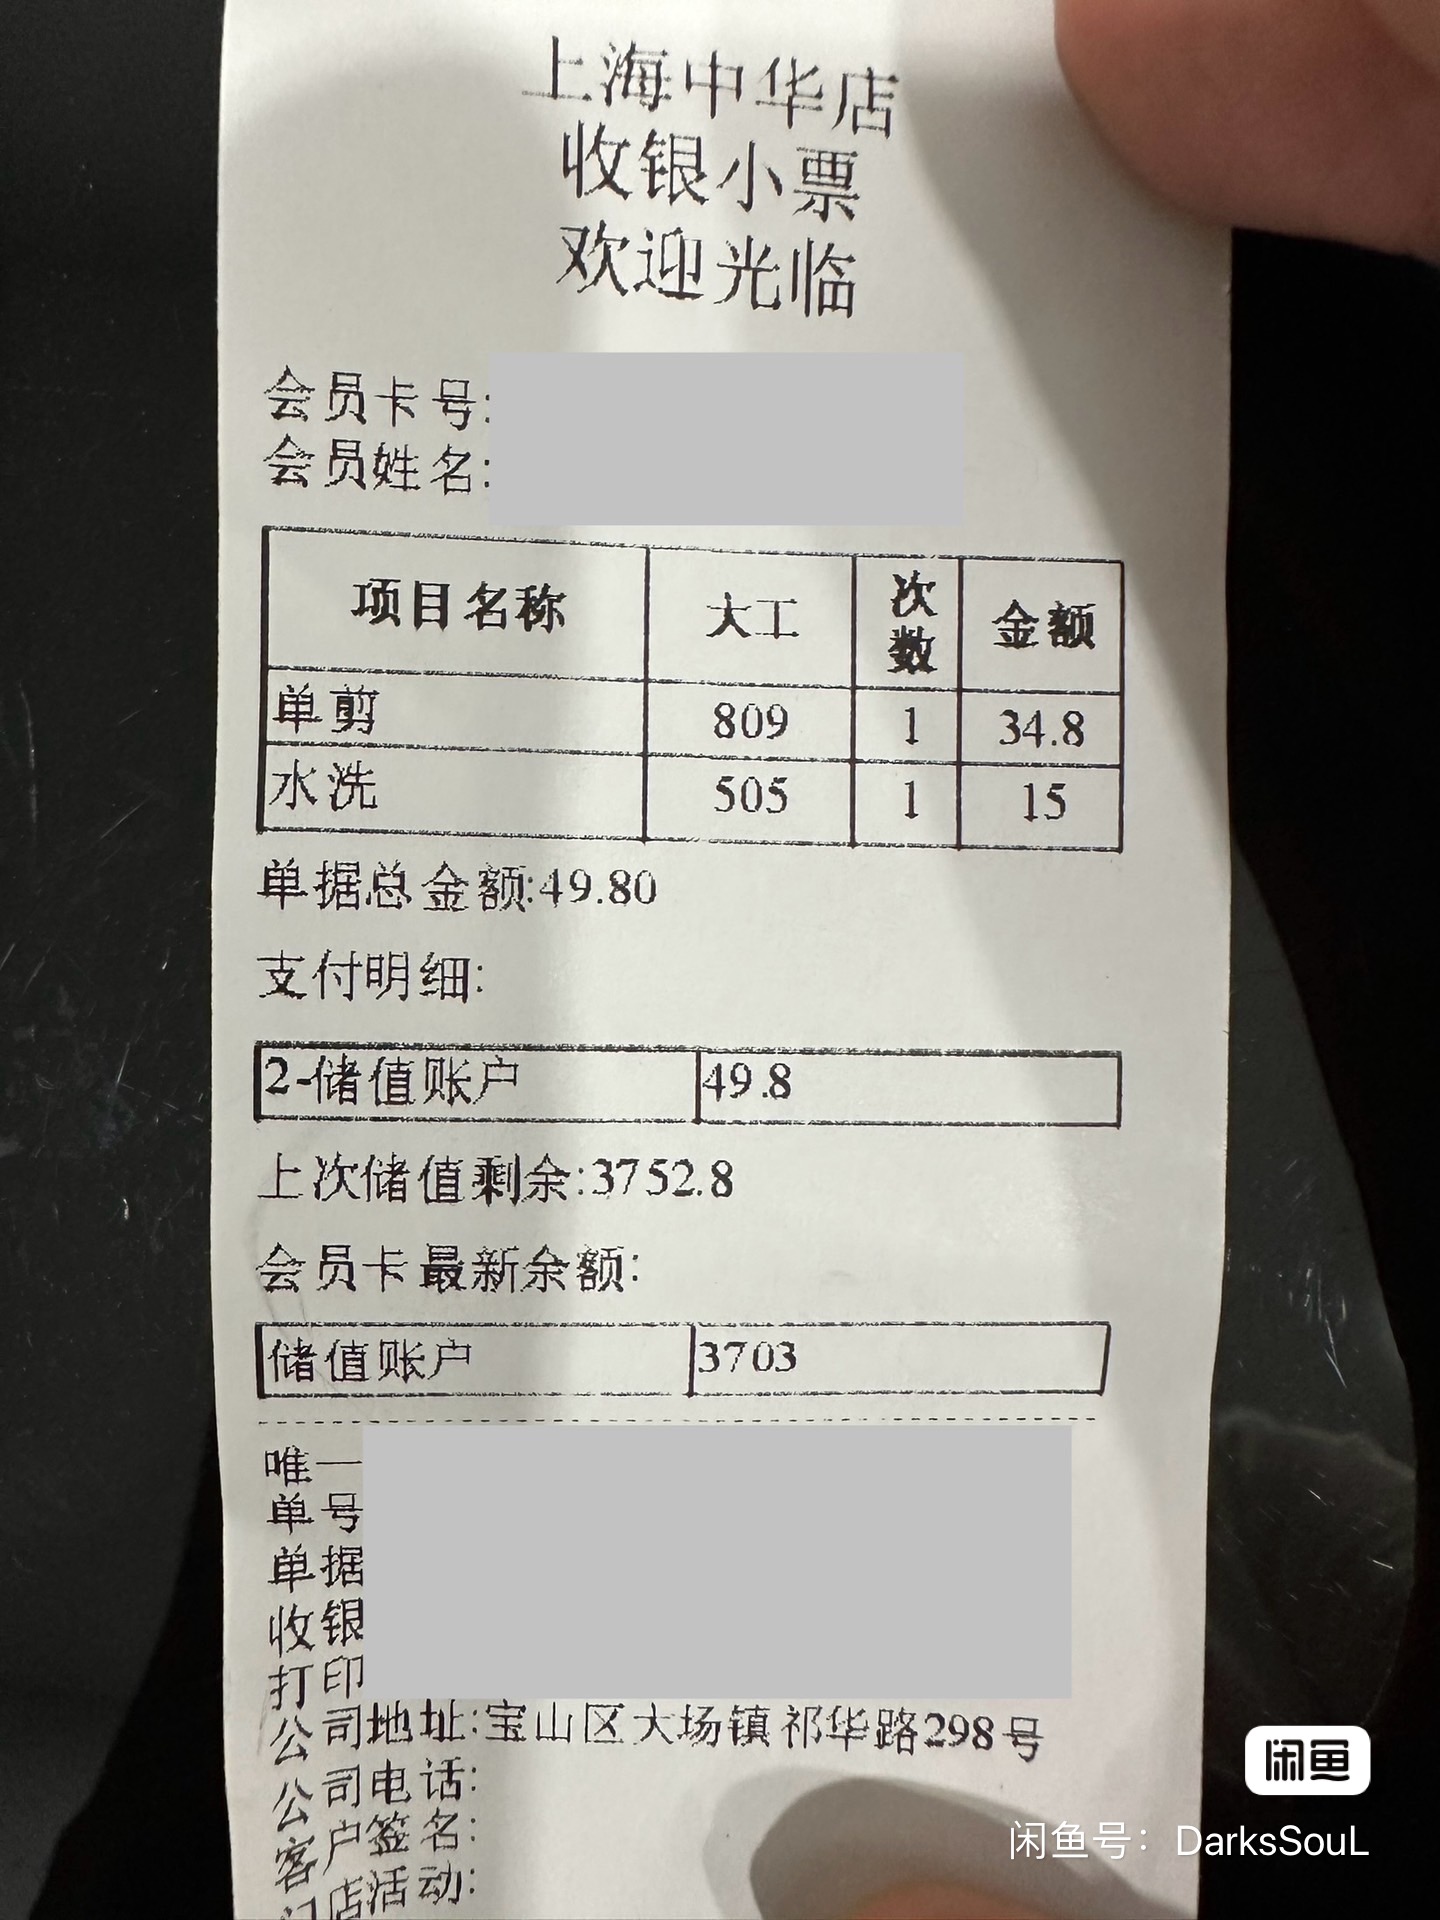 上海中华店
收银小票
欢迎光临
会员卡号:
会员姓名:
项目名称 大工 次数 金额
单剪 809 1 34.8
水洗 505 1 15
单据总金额:49.80
支付明细:
2-储值账户 49.8
上次储值剩余:3752.8
会员卡最新余额:
储值账户 3703
唯一
单号
单据
收银
打印
公司地址:宝山区大场镇祁华路298号
公司电话:
客户签名:
门店活动:
闲鱼
闲鱼号：DarksSouL